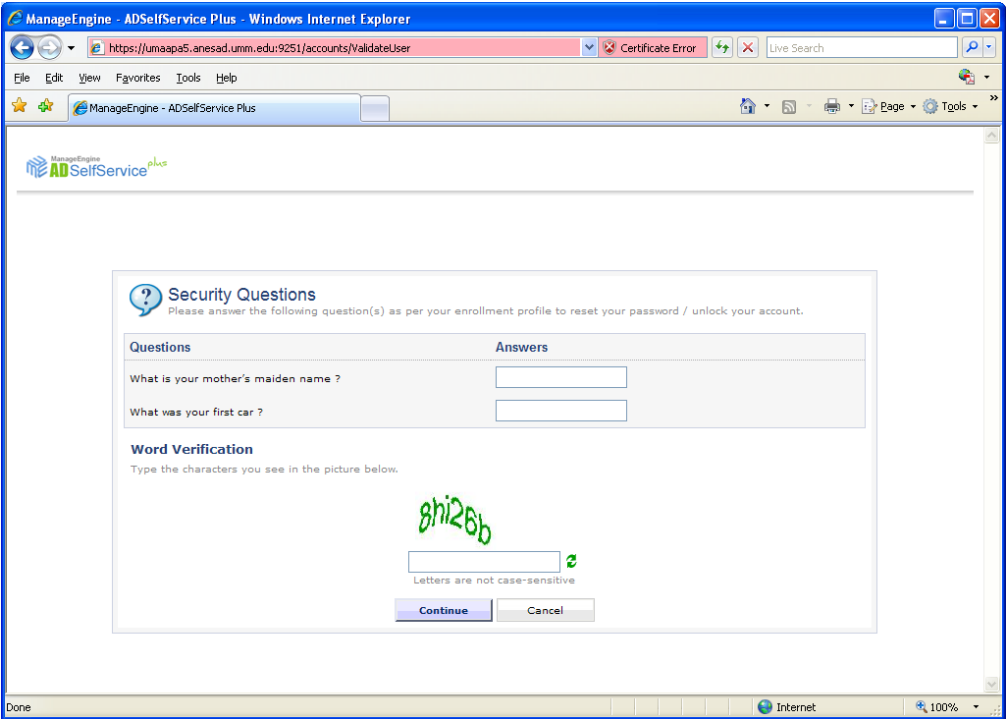 ManageEngine - ADSelfService Plus - Windows Internet Explorer
https://umaapa5.anesad.umm.edu:9251/accounts/ValidateUser Certificate Error Live Search
File Edit View Favorites Tools Help
ManageEngine - ADSelfService Plus Page Tools »
ManageEngine
ADSelfService plus
Security Questions
Please answer the following question(s) as per your enrollment profile to reset your password / unlock your account.
Questions Answers
What is your mother's maiden name ?
What was your first car ?
Word Verification
Type the characters you see in the picture below.
8hi26b
Letters are not case-sensitive
Continue Cancel
Done Internet 100%